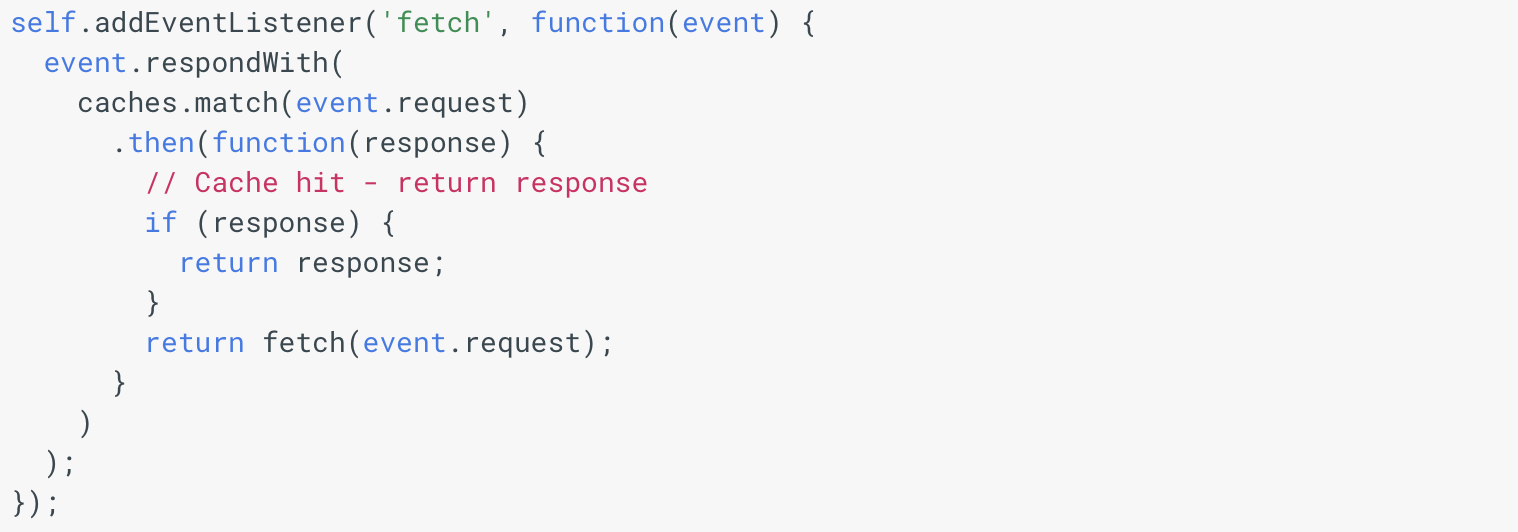 self.addEventListener('fetch', function(event) {
  event.respondWith(
    caches.match(event.request)
      .then(function(response) {
        // Cache hit - return response
        if (response) {
          return response;
        }
        return fetch(event.request);
      }
    )
  );
});